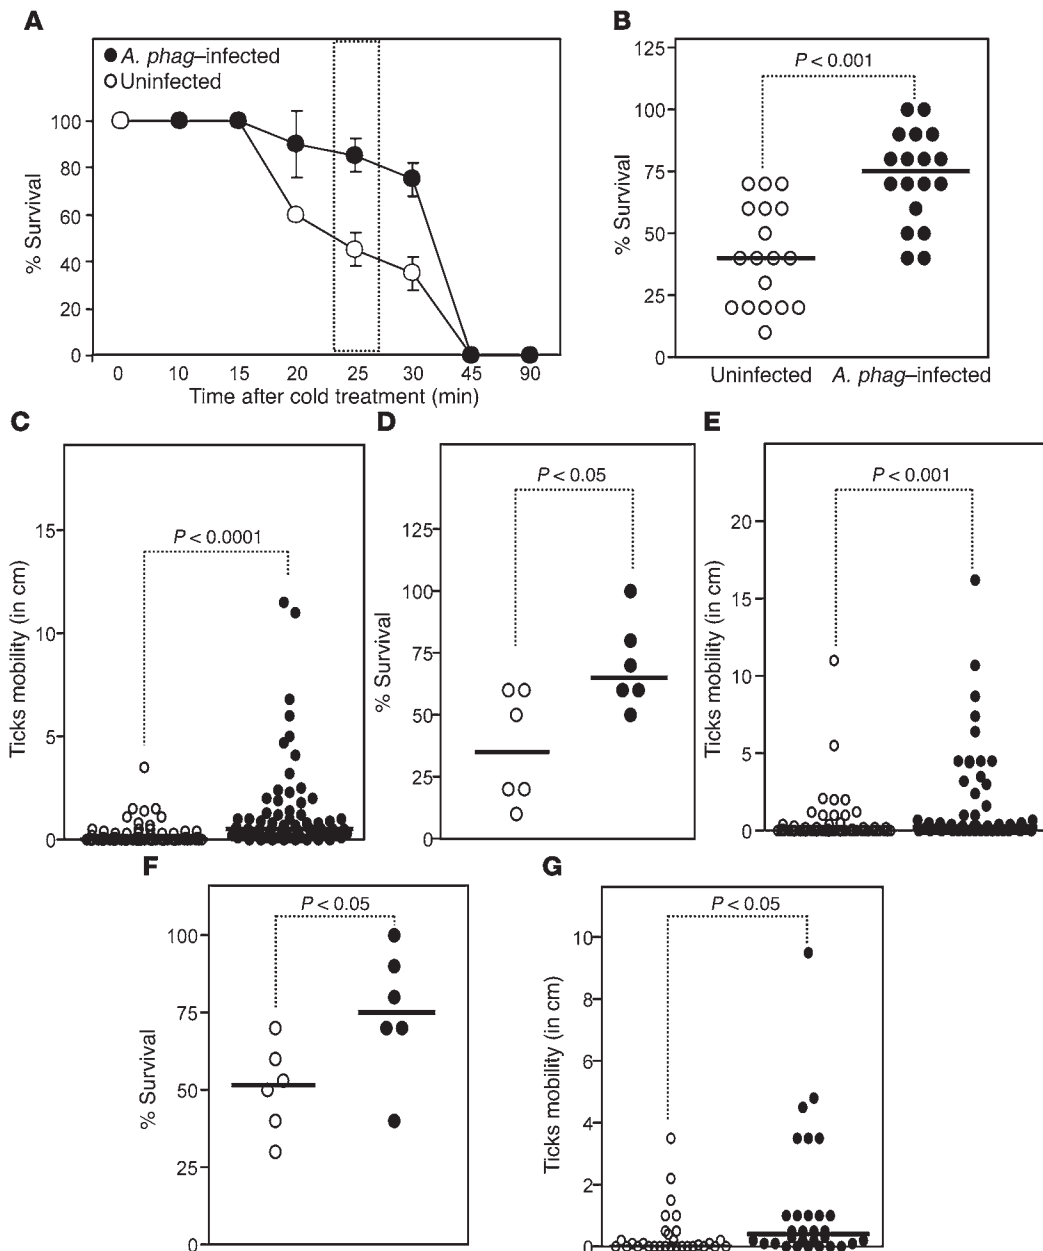 A
A. phag–infected
Uninfected
100
80
60
40
20
0
% Survival
0 10 15 20 25 30 45 90
Time after cold treatment (min)
B
P < 0.001
125
100
75
50
25
0
% Survival
Uninfected A. phag–infected
C
P < 0.0001
15
10
5
0
Ticks mobility (in cm)
D
P < 0.05
125
100
75
50
25
0
% Survival
E
P < 0.001
20
15
10
5
0
Ticks mobility (in cm)
F
P < 0.05
100
75
50
25
0
% Survival
G
P < 0.05
10
8
6
4
2
0
Ticks mobility (in cm)